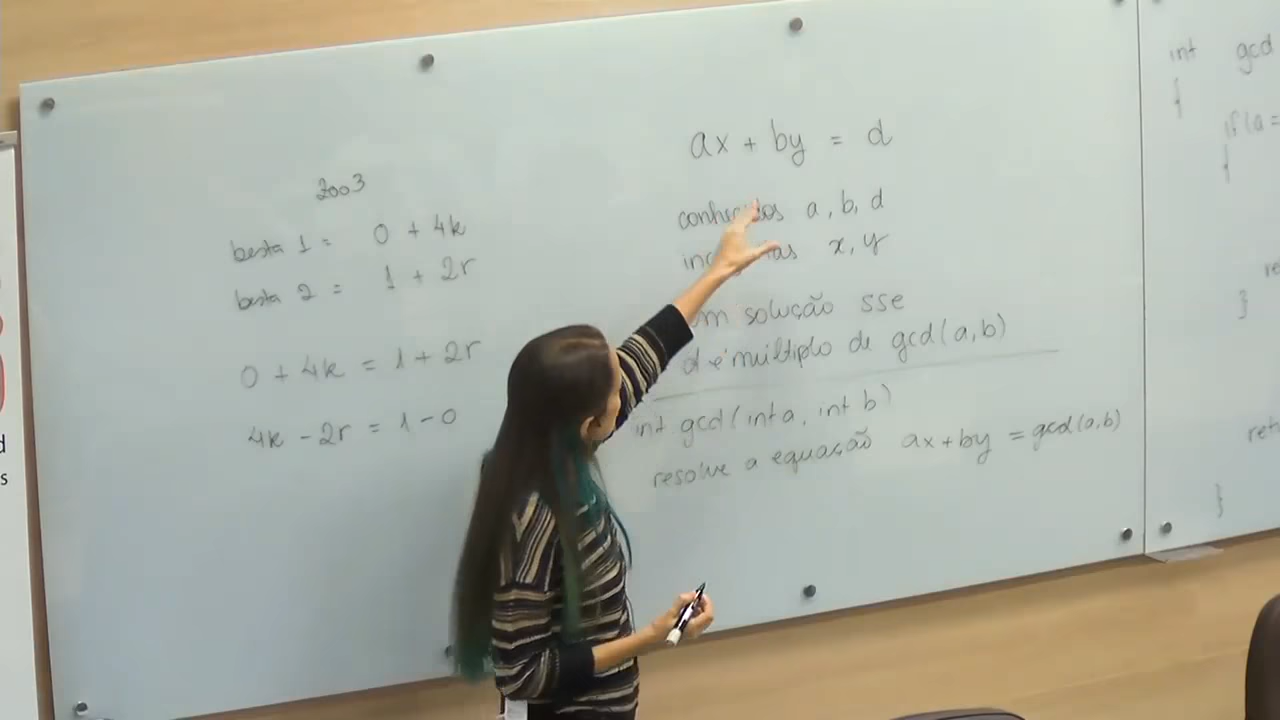 2003
besta 1 = 0 + 4k
besta 2 = 1 + 2r
0 + 4k = 1 + 2r
4k - 2r = 1 - 0
ax + by = d
a, b, d
x, y
solução sse
d é múltiplo de gcd(a,b)
int gcd(int a, int b)
resolve a equação ax + by = gcd(a,b)
int gcd
{
if(a =
{
}
}
d
s